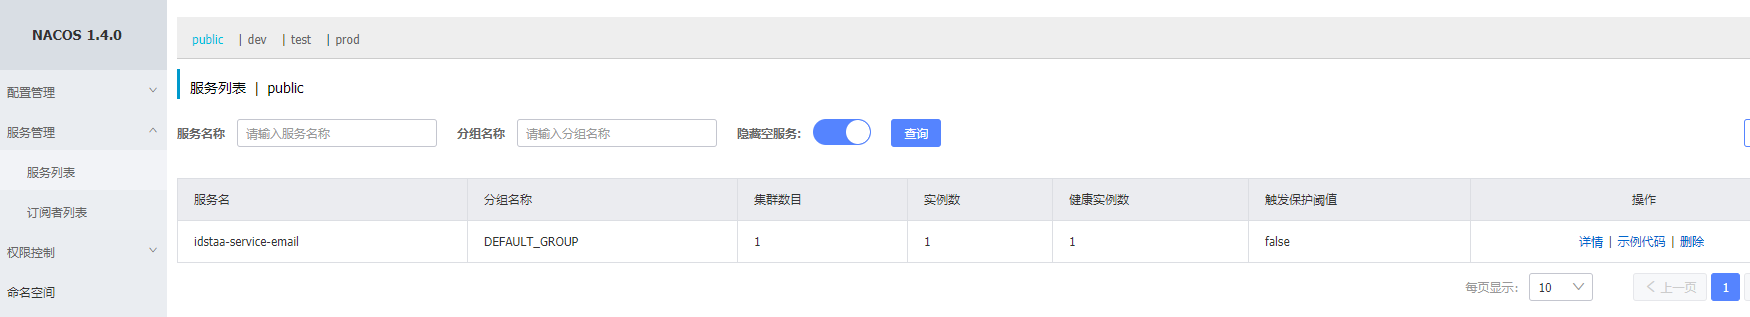 NACOS 1.4.0
配置管理
服务管理
服务列表
订阅者列表
权限控制
命名空间
public | dev | test | prod
服务列表 | public
服务名称 请输入服务名称 分组名称 请输入分组名称 隐藏空服务: 查询
服务名 分组名称 集群数目 实例数 健康实例数 触发保护阈值 操作
idstaa-service-email DEFAULT_GROUP 1 1 1 false 详情 | 示例代码 | 删除
每页显示: 10 上一页 1